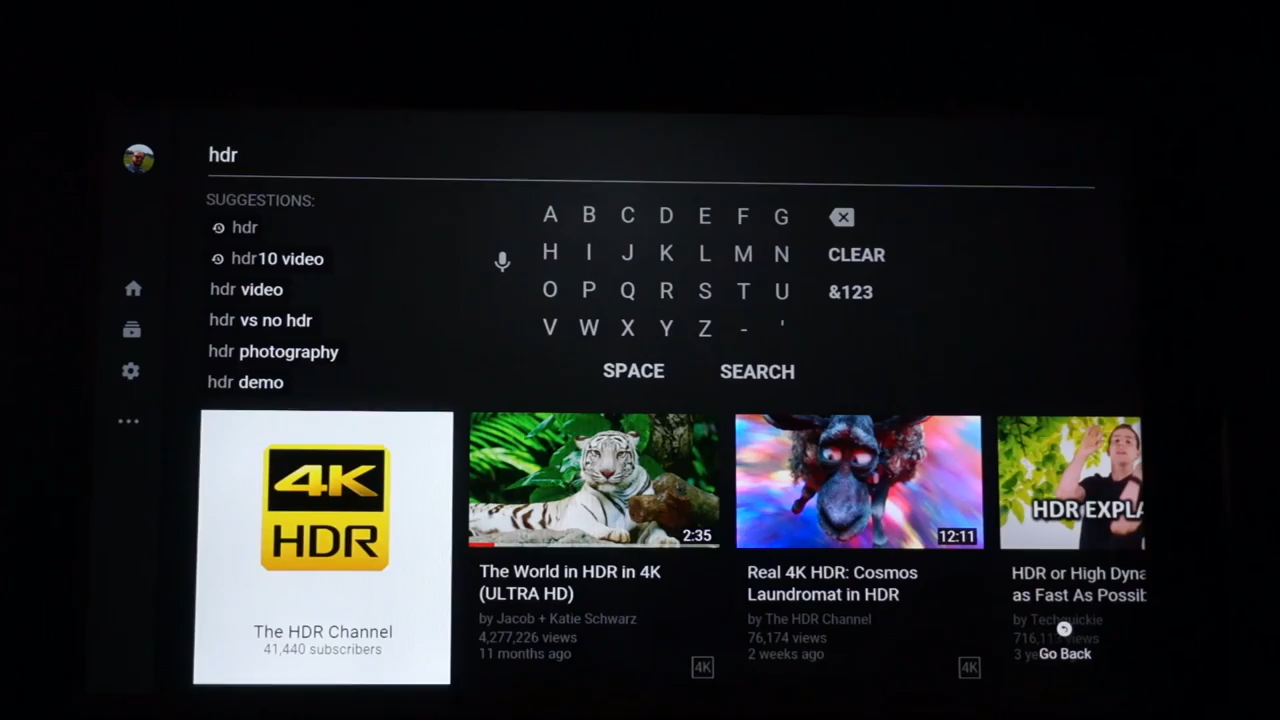 hdr
SUGGESTIONS:
hdr
hdr10 video
hdr video
hdr vs no hdr
hdr photography
hdr demo
A B C D E F G
H I J K L M N CLEAR
O P Q R S T U &123
V W X Y Z - '
SPACE SEARCH
4K
HDR
The HDR Channel
41,440 subscribers
2:35
The World in HDR in 4K
(ULTRA HD)
by Jacob + Katie Schwarz
4,277,226 views
11 months ago
4K
12:11
Real 4K HDR: Cosmos
Laundromat in HDR
by The HDR Channel
76,174 views
2 weeks ago
4K
HDR EXPLA
HDR or High Dyna
as Fast As Possib
by Techquickie
views
Go Back